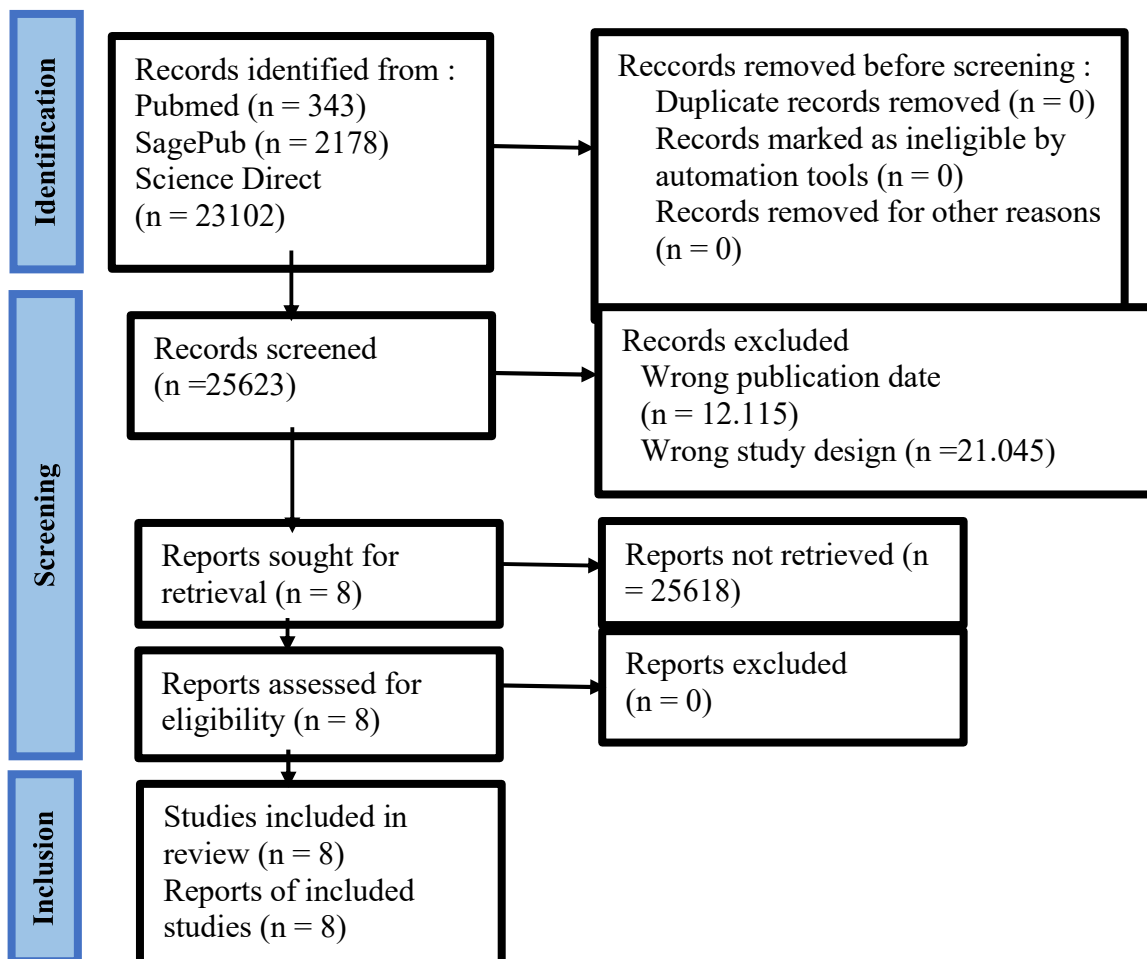 Identification
Records identified from :
Pubmed (n = 343)
SagePub (n = 2178)
Science Direct
(n = 23102)
Reccords removed before screening :
Duplicate records removed (n = 0)
Records marked as ineligible by
automation tools (n = 0)
Records removed for other reasons
(n = 0)
Screening
Records screened
(n =25623)
Records excluded
Wrong publication date
(n = 12.115)
Wrong study design (n =21.045)
Reports sought for
retrieval (n = 8)
Reports not retrieved (n
= 25618)
Reports assessed for
eligibility (n = 8)
Reports excluded
(n = 0)
Inclusion
Studies included in
review (n = 8)
Reports of included
studies (n = 8)